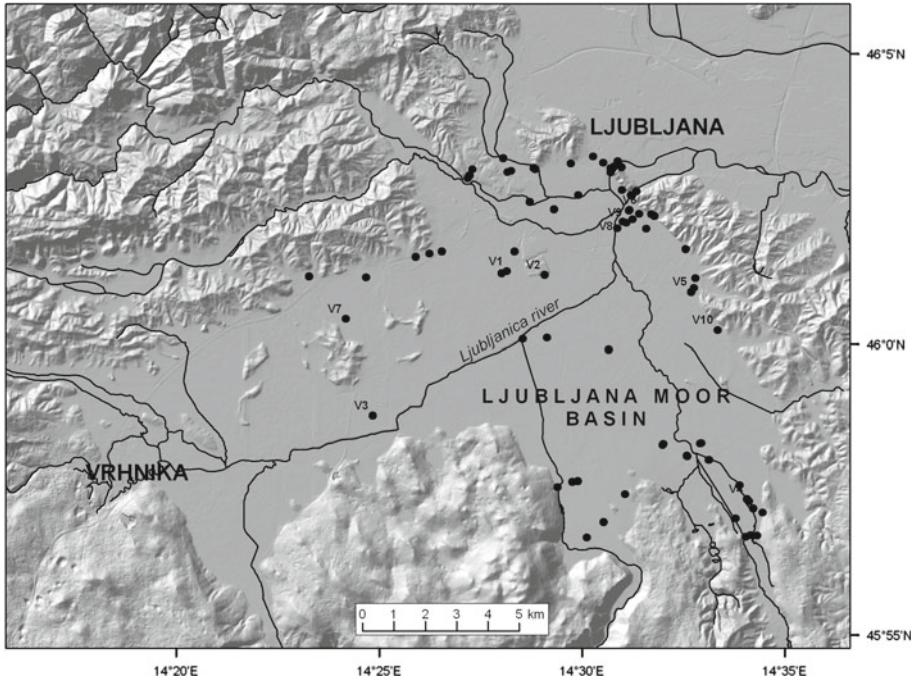 46°5'N
LJUBLJANA
V8
V1
V2
V5
V7
V10
46°0'N
Ljubljanica river
LJUBLJANA MOOR
BASIN
V3
VRHNIKA
0 1 2 3 4 5 km
45°55'N
14°20'E 14°25'E 14°30'E 14°35'E